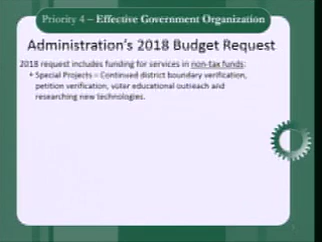 Priority 4 – Effective Government Organization
Administration's 2018 Budget Request
2018 request includes funding for services in non-tax funds:
Special Projects – Continued district boundary verification,
petition verification, voter educational outreach and
researching new technologies.